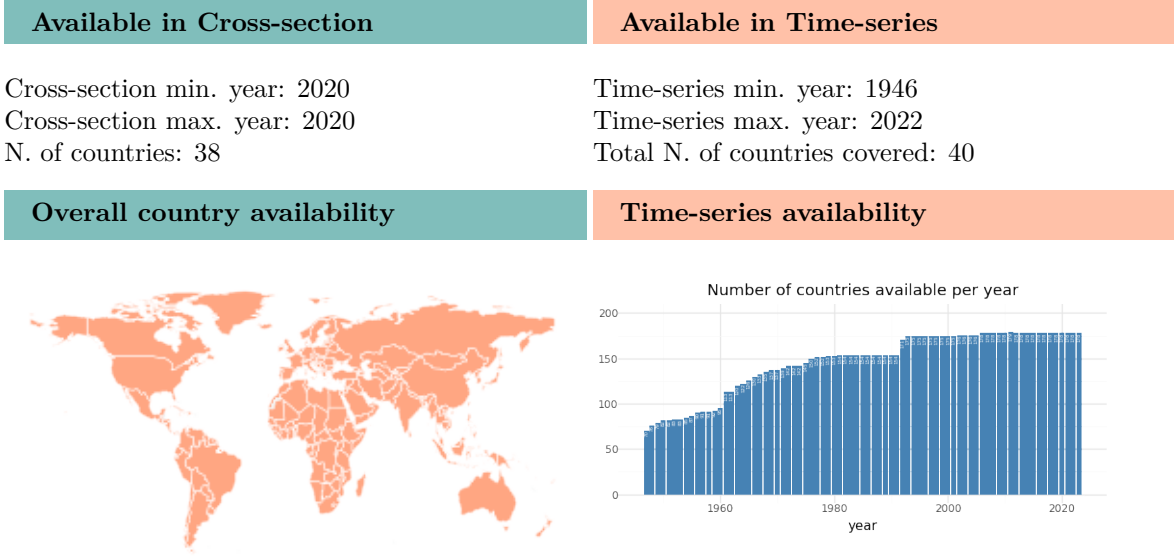 Available in Cross-section
Available in Time-series
Cross-section min. year: 2020
Cross-section max. year: 2020
N. of countries: 38
Time-series min. year: 1946
Time-series max. year: 2022
Total N. of countries covered: 40
Overall country availability
Time-series availability
Number of countries available per year
200
150
100
50
0
1960
1980
2000
2020
year